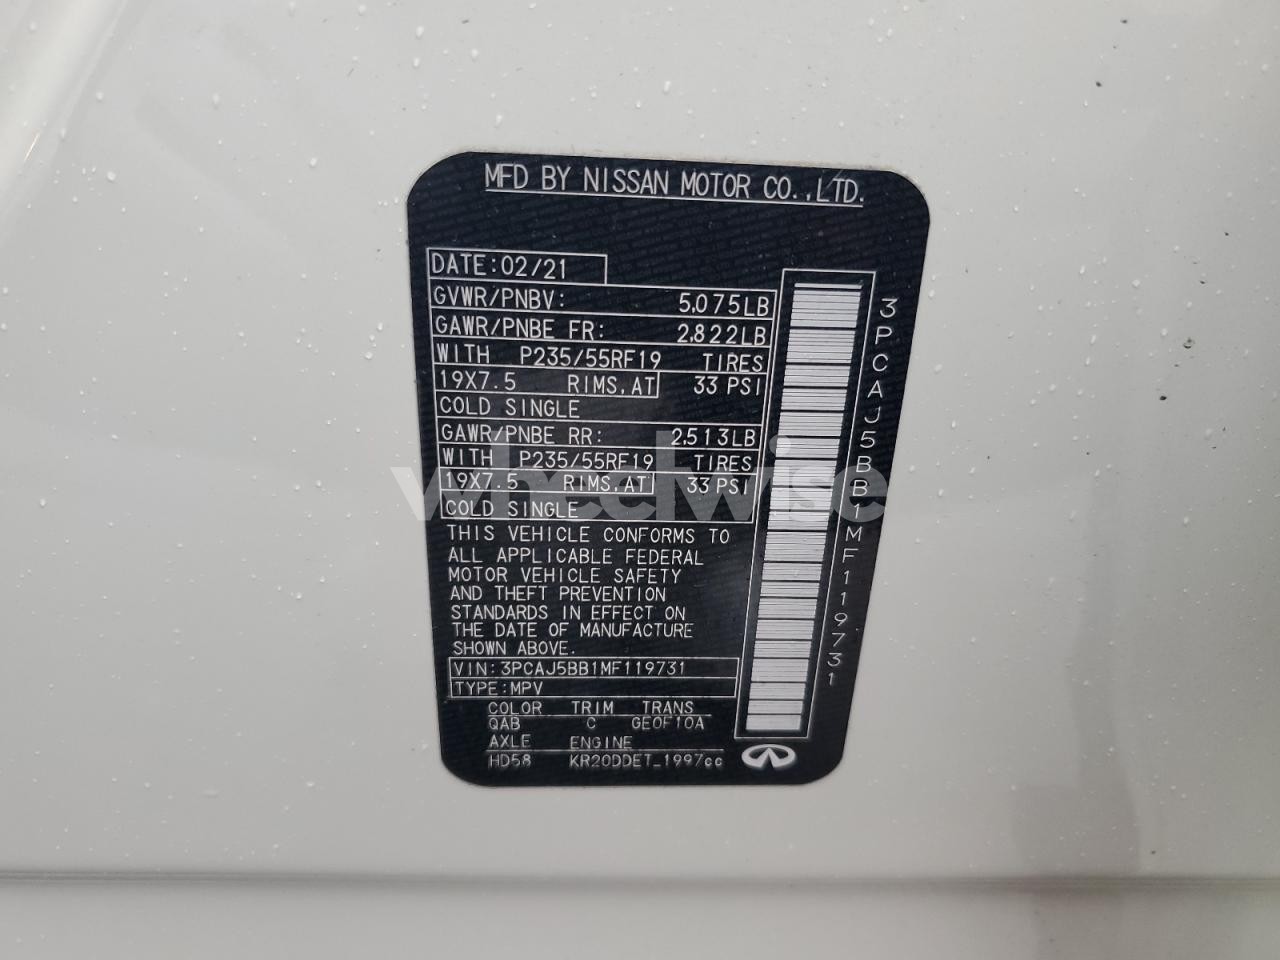 MFD BY NISSAN MOTOR CO.,LTD.
DATE:02/21
GVWR/PNBV: 5,075LB
GAWR/PNBE FR: 2,822LB
WITH P235/55RF19 TIRES
19X7.5 RIMS,AT 33 PSI
COLD SINGLE
GAWR/PNBE RR: 2,513LB
WITH P235/55RF19 TIRES
19X7.5 RIMS,AT 33 PSI
COLD SINGLE
THIS VEHICLE CONFORMS TO
ALL APPLICABLE FEDERAL
MOTOR VEHICLE SAFETY
AND THEFT PREVENTION
STANDARDS IN EFFECT ON
THE DATE OF MANUFACTURE
SHOWN ABOVE.
VIN:3PCAJ5BB1MF119731
TYPE:MPV
COLOR TRIM TRANS
QAB C GE0F10A
AXLE ENGINE
HD58 KR20DDET_1997cc
3PCAJ5BB1MF119731
wheelwise